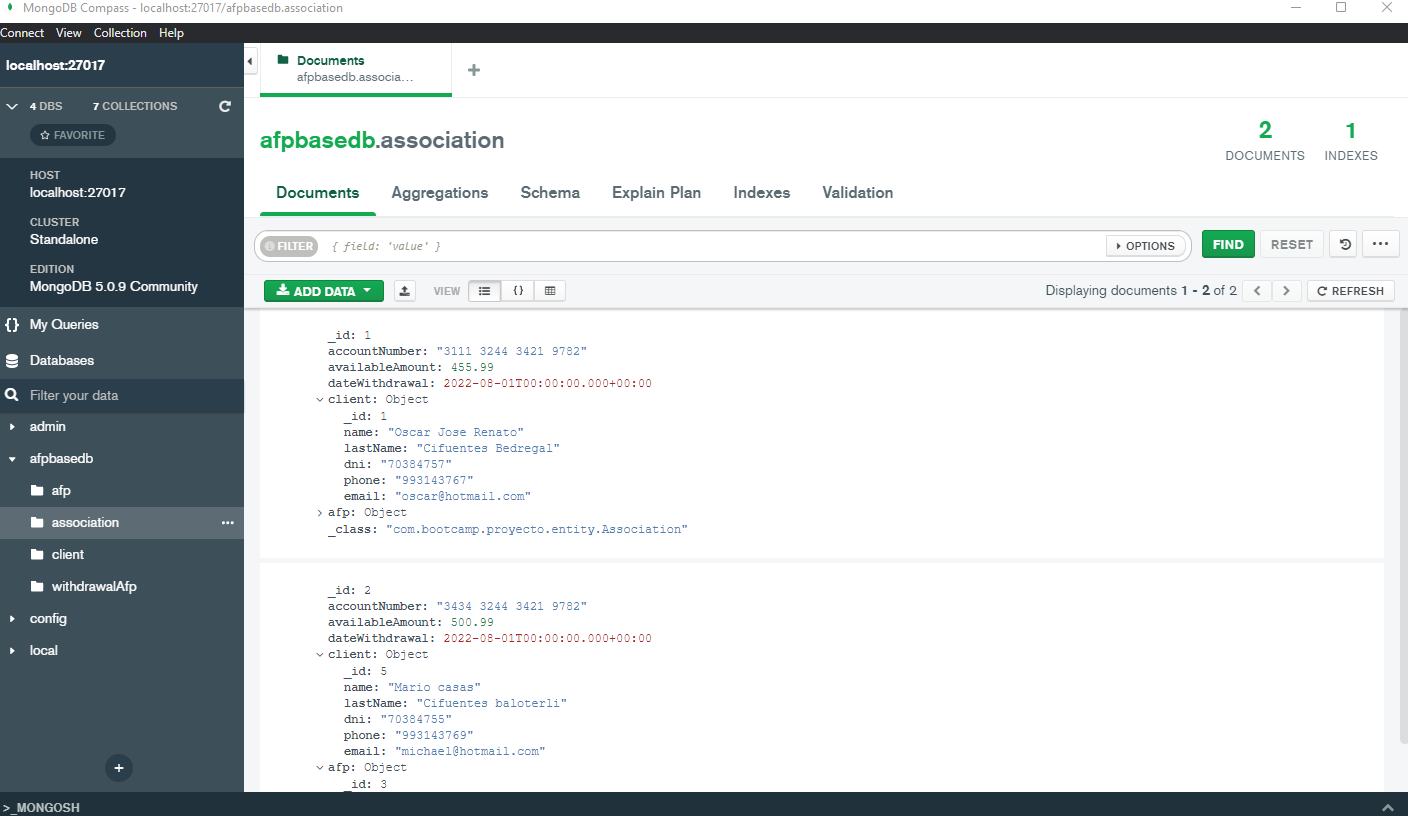 MongoDB Compass - localhost:27017/afpbasedb.association
Connect View Collection Help
localhost:27017
4 DBS 7 COLLECTIONS
FAVORITE
HOST
localhost:27017
CLUSTER
Standalone
EDITION
MongoDB 5.0.9 Community
My Queries
Databases
Filter your data
admin
afpbasedb
afp
association
client
withdrawalAfp
config
local
>_MONGOSH
Documents
afpbasedb.associa...
afpbasedb.association
2 DOCUMENTS
1 INDEXES
Documents Aggregations Schema Explain Plan Indexes Validation
FILTER { field: 'value' } OPTIONS FIND RESET
ADD DATA VIEW {} Displaying documents 1 - 2 of 2 REFRESH
_id: 1
accountNumber: "3111 3244 3421 9782"
availableAmount: 455.99
dateWithdrawal: 2022-08-01T00:00:00.000+00:00
client: Object
_id: 1
name: "Oscar Jose Renato"
lastName: "Cifuentes Bedregal"
dni: "70384757"
phone: "993143767"
email: "oscar@hotmail.com"
afp: Object
_class: "com.bootcamp.proyecto.entity.Association"
_id: 2
accountNumber: "3434 3244 3421 9782"
availableAmount: 500.99
dateWithdrawal: 2022-08-01T00:00:00.000+00:00
client: Object
_id: 5
name: "Mario casas"
lastName: "Cifuentes baloterli"
dni: "70384755"
phone: "993143769"
email: "michael@hotmail.com"
afp: Object
_id: 3